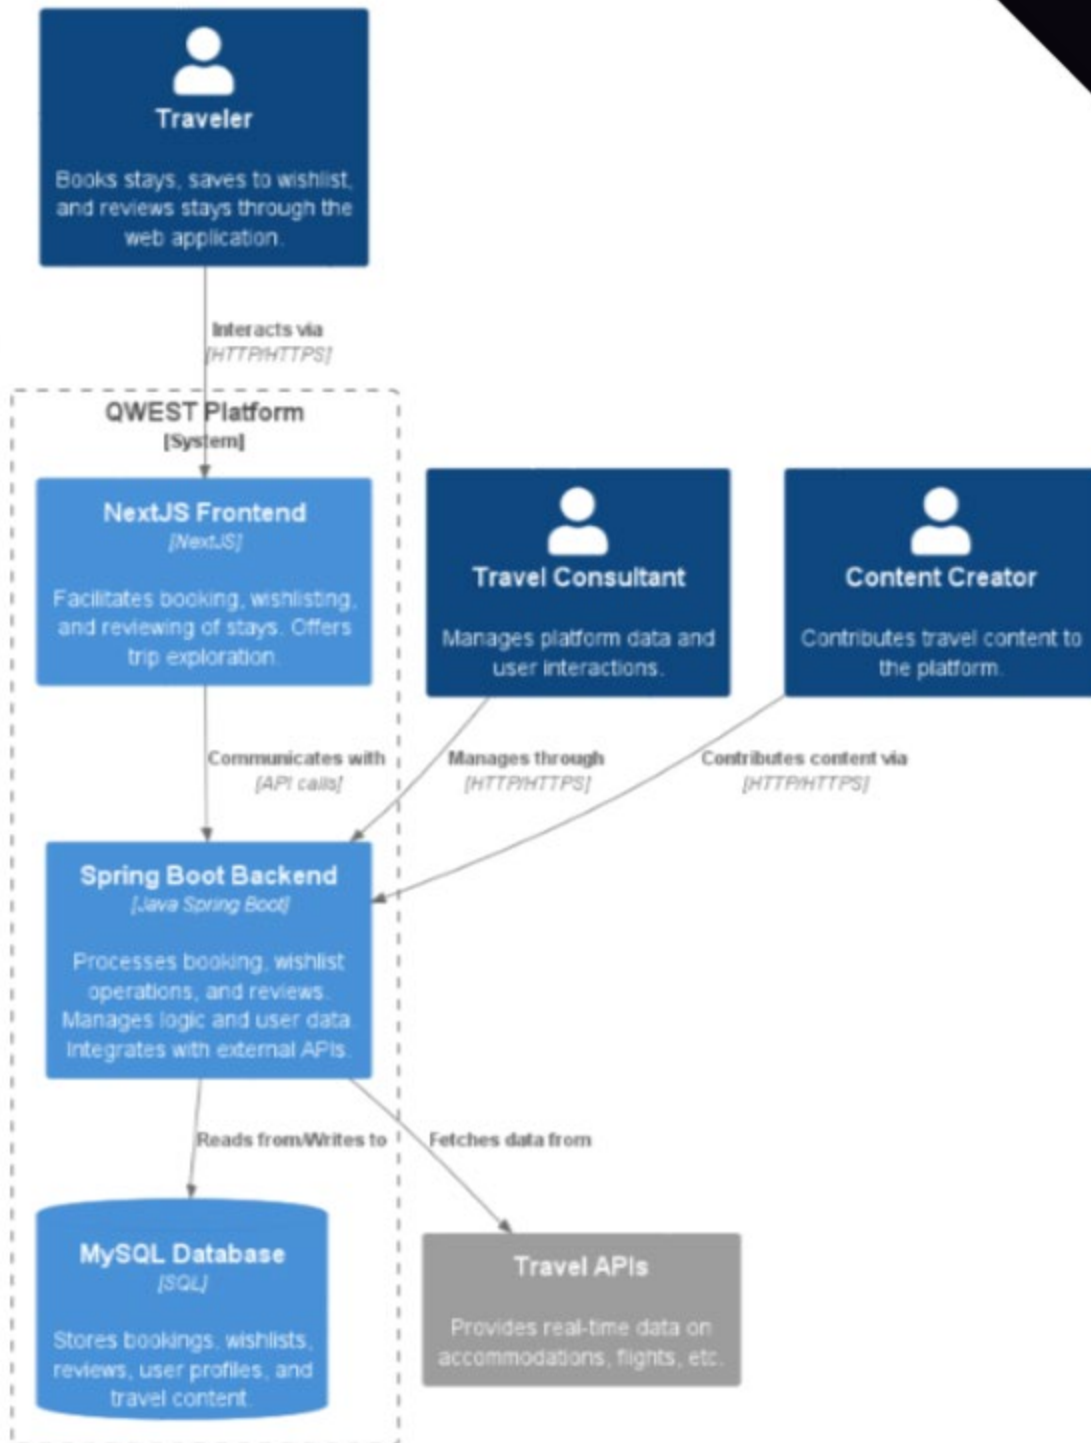 Traveler
Books stays, saves to wishlist,
and reviews stays through the
web application.
Interacts via
[HTTP/HTTPS]
QWEST Platform
[System]
NextJS Frontend
[NextJS]
Facilitates booking, wishlisting,
and reviewing of stays. Offers
trip exploration.
Travel Consultant
Manages platform data and
user interactions.
Content Creator
Contributes travel content to
the platform.
Communicates with
[API calls]
Manages through
[HTTP/HTTPS]
Contributes content via
[HTTP/HTTPS]
Spring Boot Backend
[Java Spring Boot]
Processes booking, wishlist
operations, and reviews.
Manages logic and user data.
Integrates with external APIs.
Reads from/Writes to
Fetches data from
MySQL Database
[SQL]
Stores bookings, wishlists,
reviews, user profiles, and
travel content.
Travel APIs
Provides real-time data on
accommodations, flights, etc.